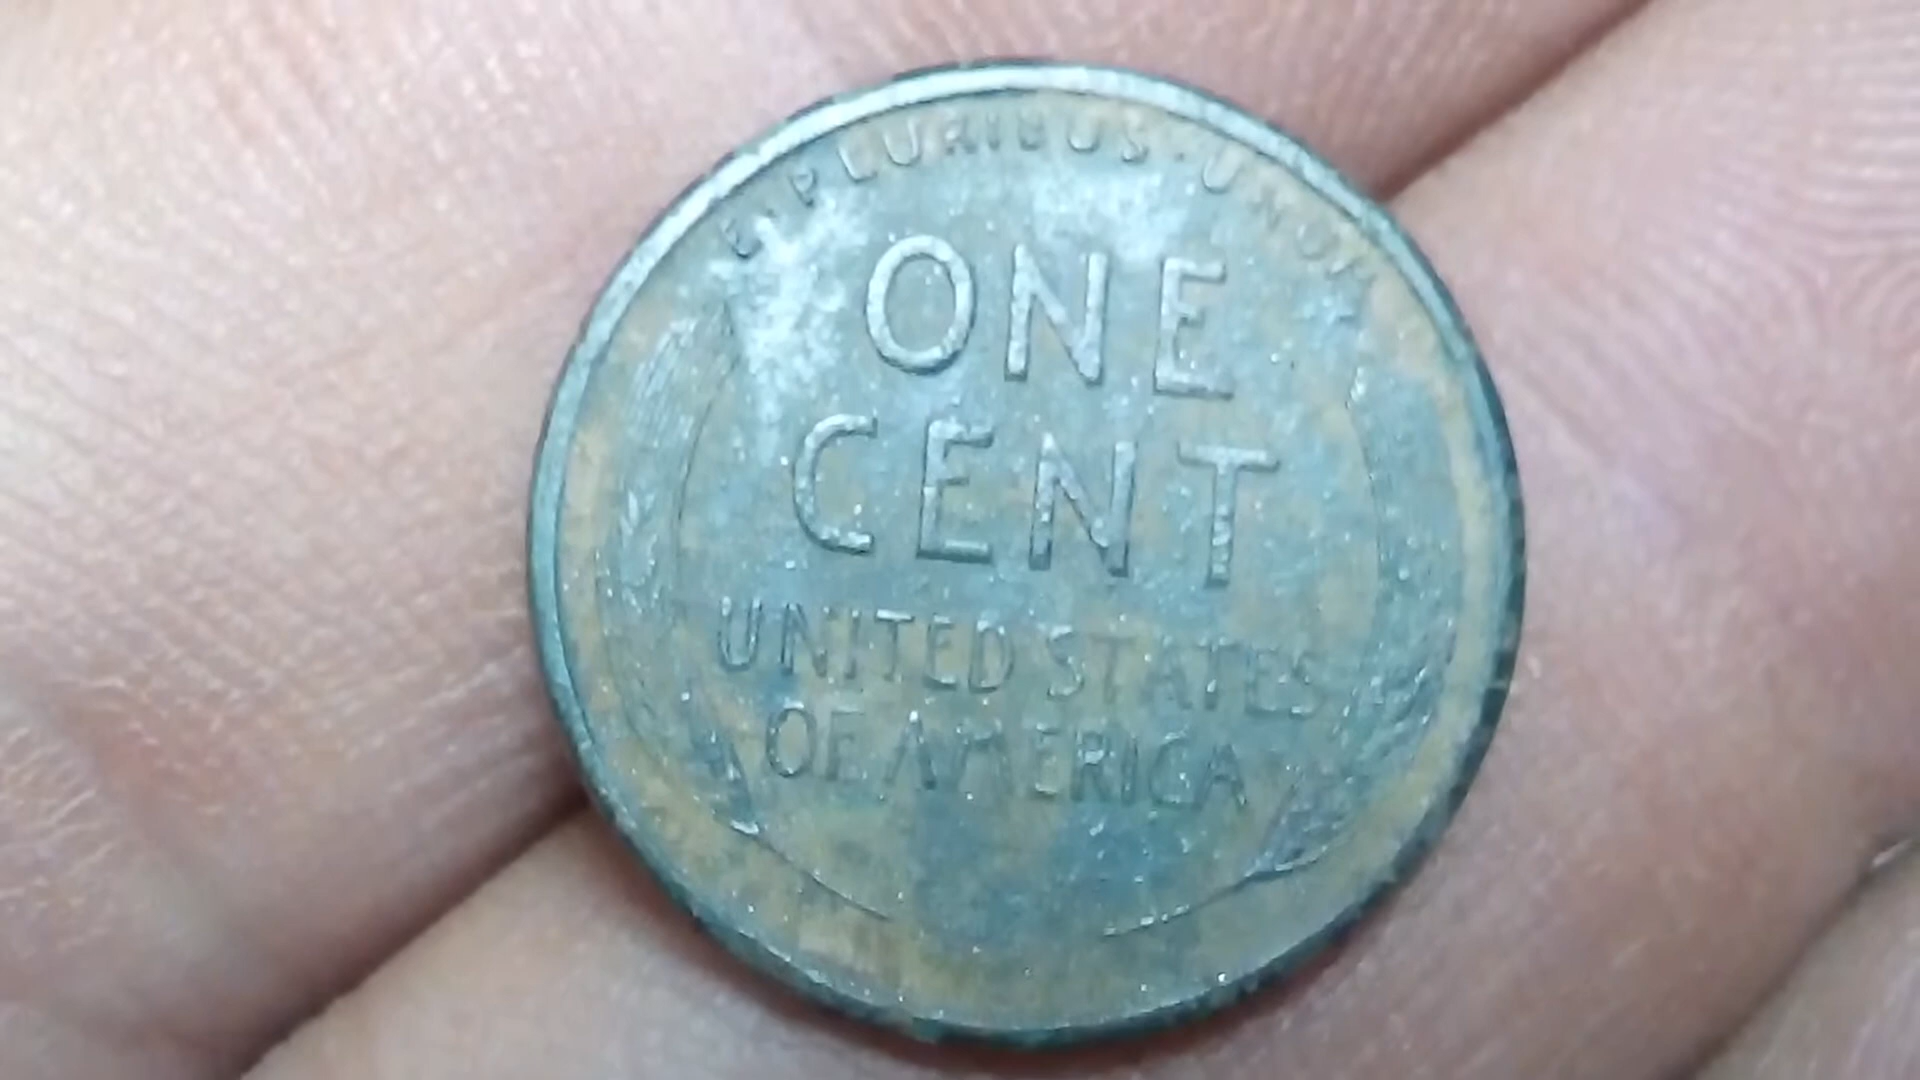 E·PLURIBUS·UNUM
ONE
CENT
UNITED STATES
OF AMERICA